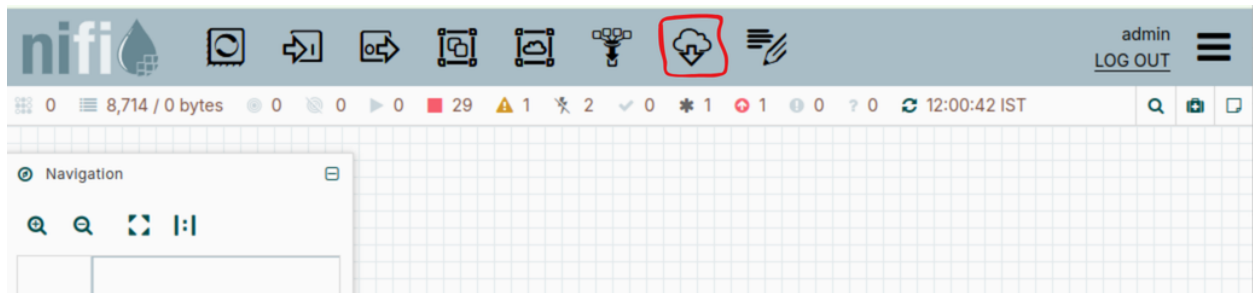 nifi
admin
LOG OUT
0 8,714 / 0 bytes 0 0 0 29 1 2 0 1 1 0 ? 0 12:00:42 IST
Navigation